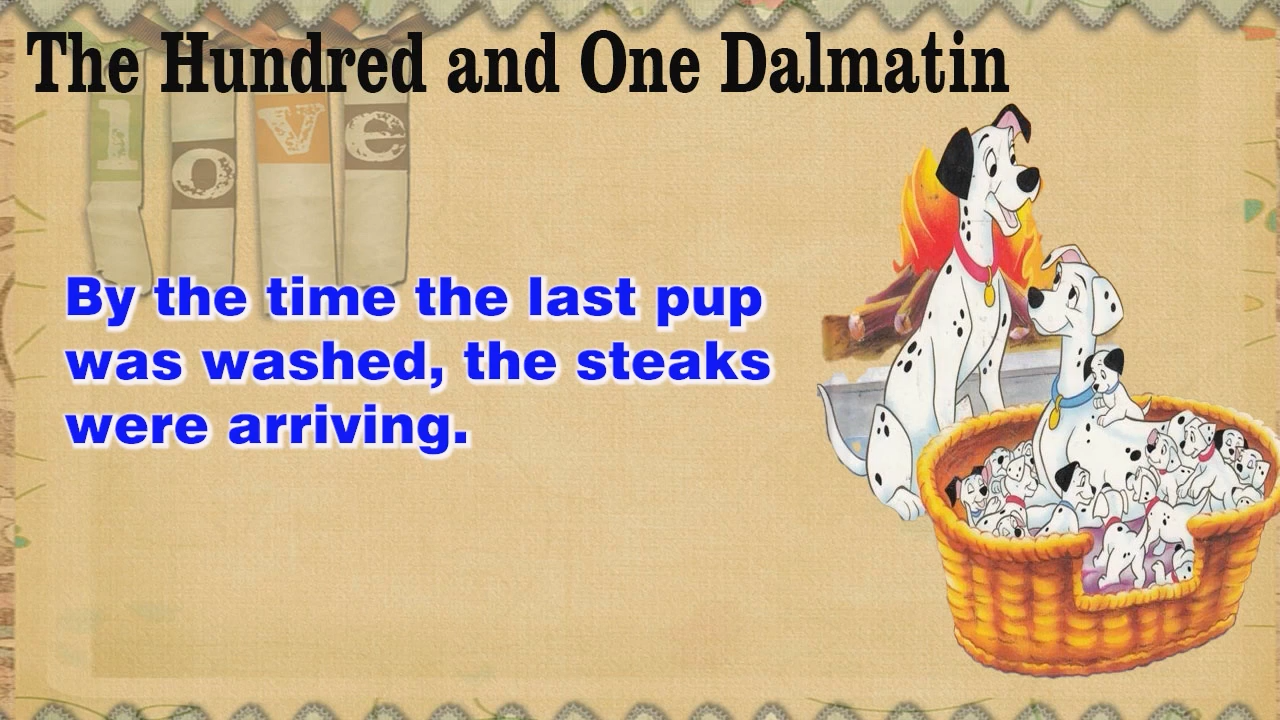 The Hundred and One Dalmatin
love
By the time the last pup
was washed, the steaks
were arriving.